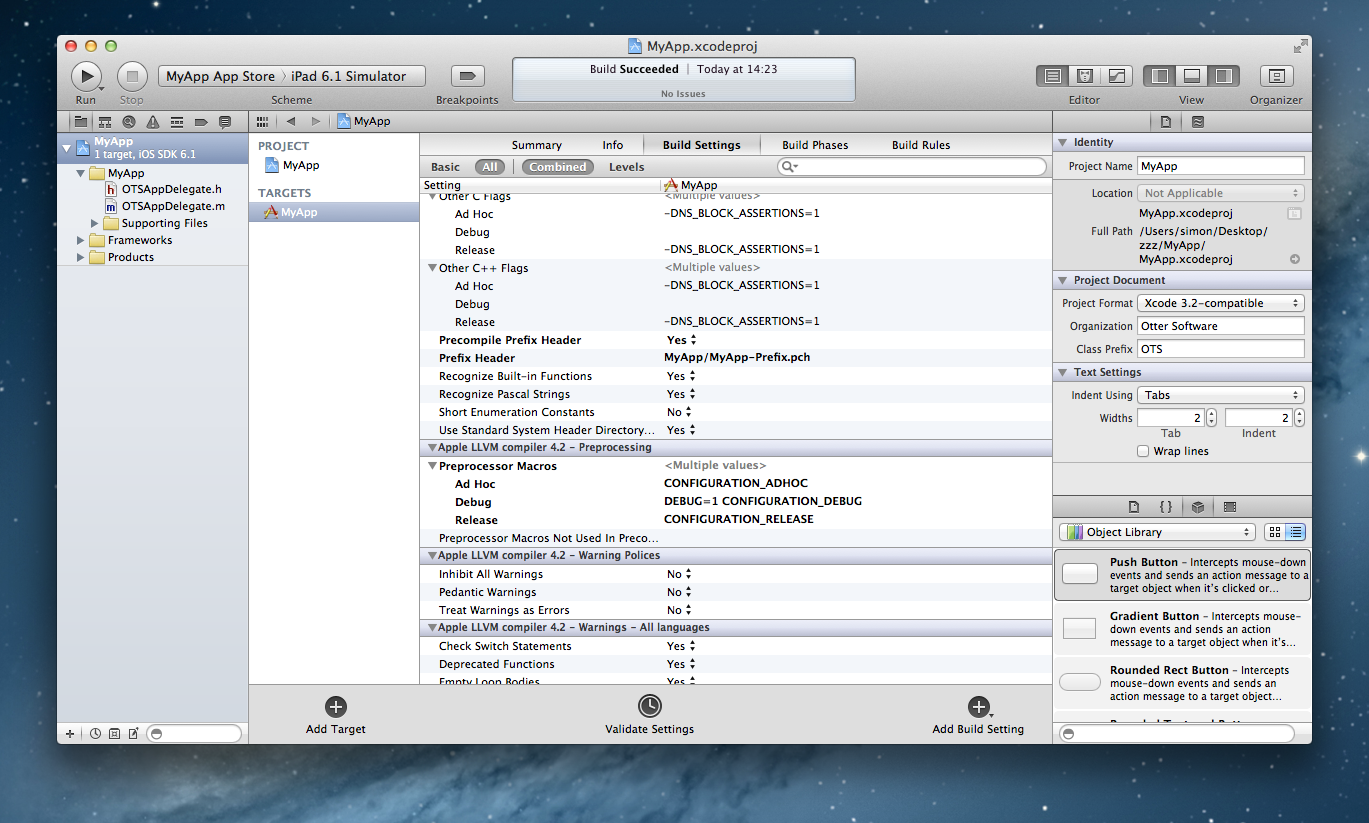 MyApp.xcodeproj
MyApp App Store 〉 iPad 6.1 Simulator
Build Succeeded | Today at 14:23
No Issues
Run Stop Scheme Breakpoints Editor View Organizer
MyApp
MyApp
1 target, iOS SDK 6.1
MyApp
OTSAppDelegate.h
OTSAppDelegate.m
Supporting Files
Frameworks
Products
PROJECT
MyApp
TARGETS
MyApp
Summary Info Build Settings Build Phases Build Rules
Basic All Combined Levels
Setting MyApp
Other C Flags <Multiple values>
Ad Hoc -DNS_BLOCK_ASSERTIONS=1
Debug
Release -DNS_BLOCK_ASSERTIONS=1
Other C++ Flags <Multiple values>
Ad Hoc -DNS_BLOCK_ASSERTIONS=1
Debug
Release -DNS_BLOCK_ASSERTIONS=1
Precompile Prefix Header Yes
Prefix Header MyApp/MyApp-Prefix.pch
Recognize Built-in Functions Yes
Recognize Pascal Strings Yes
Short Enumeration Constants No
Use Standard System Header Directory... Yes
Apple LLVM compiler 4.2 - Preprocessing
Preprocessor Macros <Multiple values>
Ad Hoc CONFIGURATION_ADHOC
Debug DEBUG=1 CONFIGURATION_DEBUG
Release CONFIGURATION_RELEASE
Preprocessor Macros Not Used In Preco...
Apple LLVM compiler 4.2 - Warning Polices
Inhibit All Warnings No
Pedantic Warnings No
Treat Warnings as Errors No
Apple LLVM compiler 4.2 - Warnings - All languages
Check Switch Statements Yes
Deprecated Functions Yes
Empty Loop Bodies Yes
Add Target Validate Settings Add Build Setting
Identity
Project Name MyApp
Location Not Applicable
MyApp.xcodeproj
Full Path /Users/simon/Desktop/
zzz/MyApp/
MyApp.xcodeproj
Project Document
Project Format Xcode 3.2-compatible
Organization Otter Software
Class Prefix OTS
Text Settings
Indent Using Tabs
Widths 2 2
Tab Indent
Wrap lines
Object Library
Push Button - Intercepts mouse-down
events and sends an action message to a
target object when it's clicked or...
Gradient Button - Intercepts mouse-
down events and sends an action
message to a target object when it's...
Rounded Rect Button - Intercepts
mouse-down events and sends an
action message to a target object...